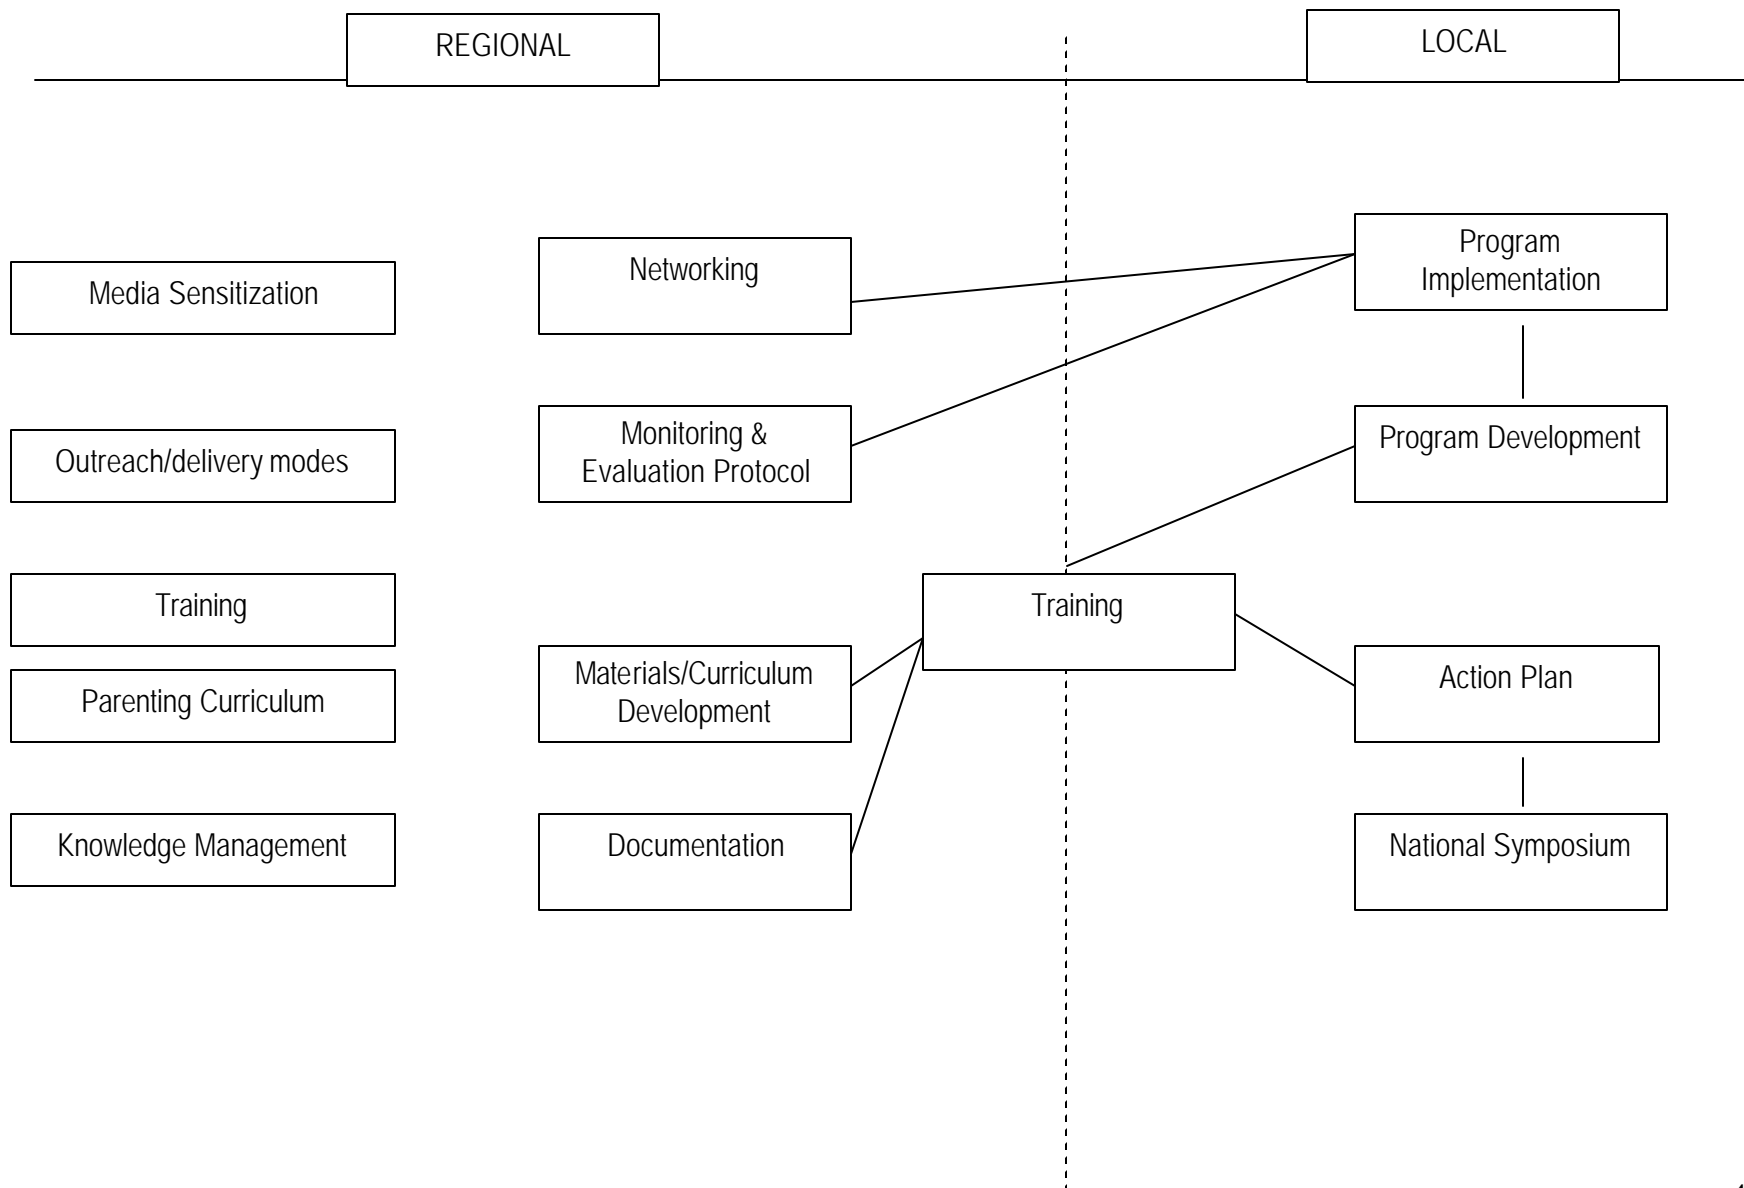 REGIONAL
LOCAL
Media Sensitization
Networking
Program
Implementation
Outreach/delivery modes
Monitoring &
Evaluation Protocol
Program Development
Training
Training
Parenting Curriculum
Materials/Curriculum
Development
Action Plan
Knowledge Management
Documentation
National Symposium